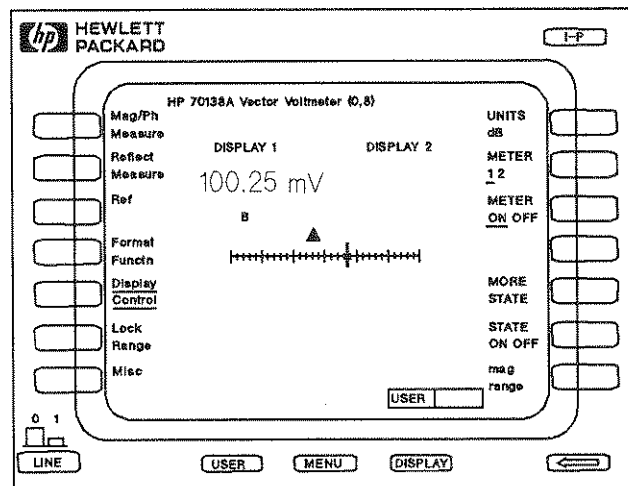 hp HEWLETT
PACKARD
I-P
HP 70138A Vector Voltmeter (0,8)
Mag/Ph
Measure
Reflect
Measure
Ref
Format
Functn
Display
Control
Lock
Range
Misc
DISPLAY 1
DISPLAY 2
100.25 mV
B
UNITS
dB
METER
1 2
METER
ON OFF
MORE
STATE
STATE
ON OFF
mag
range
USER
0 1
LINE
USER
MENU
DISPLAY